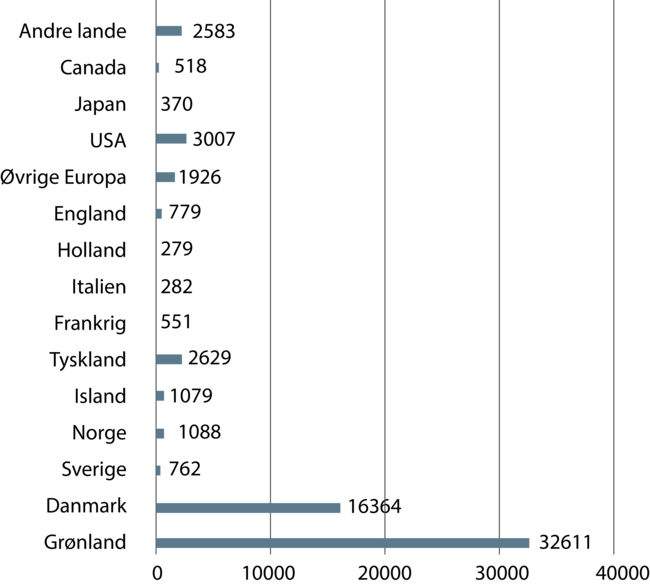 Andre lande 2583
Canada 518
Japan 370
USA 3007
Øvrige Europa 1926
England 779
Holland 279
Italien 282
Frankrig 551
Tyskland 2629
Island 1079
Norge 1088
Sverige 762
Danmark 16364
Grønland 32611
0 10000 20000 30000 40000